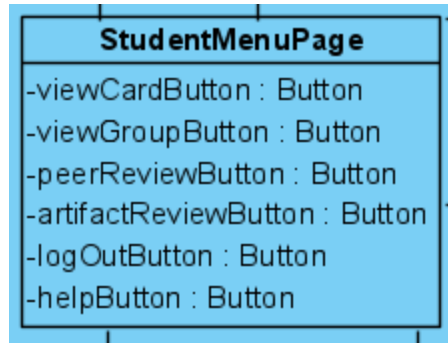 StudentMenuPage
-viewCardButton : Button
-viewGroupButton : Button
-peerReviewButton : Button
-artifactReviewButton : Button
-logOutButton : Button
-helpButton : Button